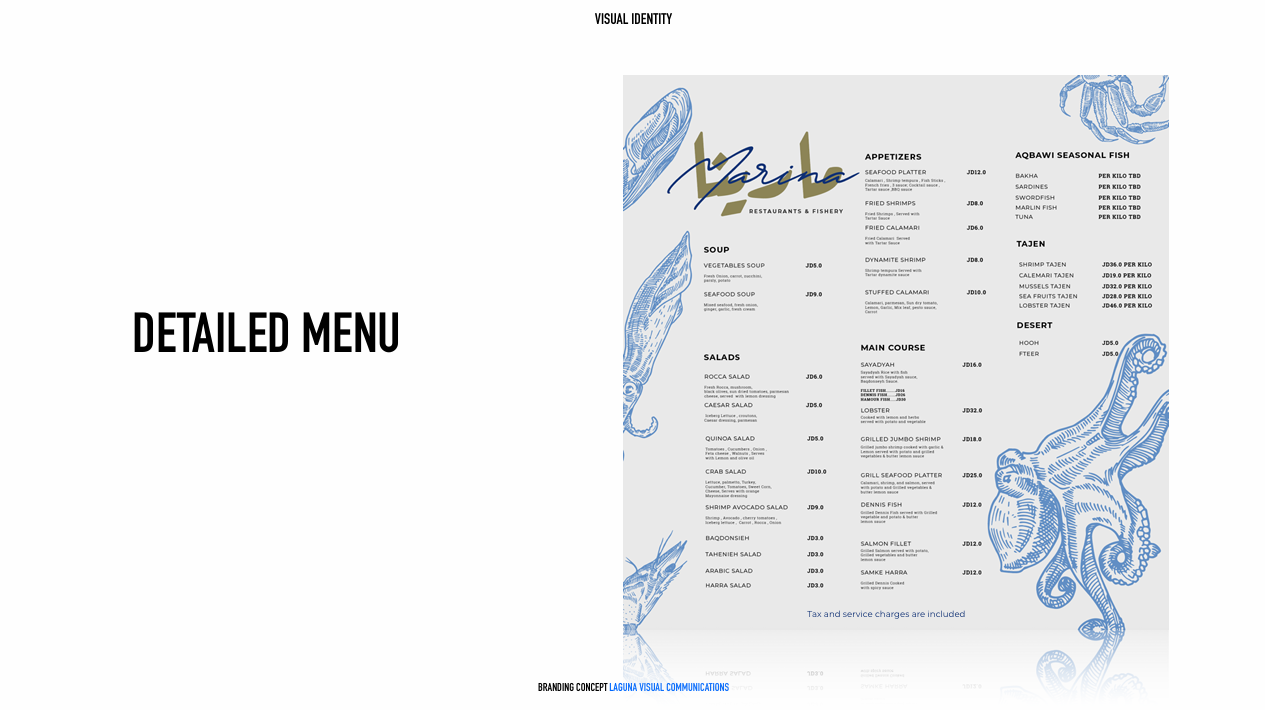 VISUAL IDENTITY
DETAILED MENU
مارينا
Marina
RESTAURANTS & FISHERY
SOUP
VEGETABLES SOUP JD5.0
Fresh Onion, carrot, zucchini,
parsly, potato
SEAFOOD SOUP JD9.0
Mixed seafood, fresh onion,
ginger, garlic, fresh cream
SALADS
ROCCA SALAD JD6.0
Fresh Rocca, mushroom,
black olives, sun dried tomatoes, parmesan
cheese, served with lemon dressing
CAESAR SALAD JD5.0
Iceberg Lettuce , croutons,
Caesar dressing, parmesan
QUINOA SALAD JD5.0
Tomatoes , Cucumbers , Onion ,
Feta cheese , Walnuts , Serves
with Lemon and olive oil
CRAB SALAD JD10.0
Lettuce, palmetto, Turkey,
Cucumber, Tomatoes, Sweet Corn,
Cheese, Serves with orange
Mayonnaise dressing
SHRIMP AVOCADO SALAD JD9.0
Shrimp , Avocado , cherry tomatoes ,
Iceberg lettuce , Carrot , Rocca , Onion
BAQDONSIEH JD3.0
TAHENIEH SALAD JD3.0
ARABIC SALAD JD3.0
HARRA SALAD JD3.0
APPETIZERS
SEAFOOD PLATTER JD12.0
Calamari , Shrimp tempura , Fish Sticks ,
French fries , 3 sauce; Cocktail sauce ,
Tartar sauce ,BBQ sauce
FRIED SHRIMPS JD8.0
Fried Shrimps , Served with
Tartar Sauce
FRIED CALAMARI JD6.0
Fried Calamari Served
with Tartar Sauce
DYNAMITE SHRIMP JD8.0
Shrimp tempura Served with
Tartar dynamite sauce
STUFFED CALAMARI JD10.0
Calamari, parmesan, Sun dry tomato,
Lemon, Garlic, Mix leaf, pesto sauce,
Carrot
MAIN COURSE
SAYADYAH JD16.0
Sayadyah Rice with fish
served with Sayadyah sauce,
Baqdonsyeh Sauce
FILLET FISH.......JD16
DENNIS FISH......JD26
HAMOUR FISH....JD30
LOBSTER JD32.0
Cooked with lemon and herbs
served with potato and vegetable
GRILLED JUMBO SHRIMP JD18.0
Grilled jumbo shrimp cooked with garlic &
Lemon served with potato and grilled
vegetables & butter lemon sauce
GRILL SEAFOOD PLATTER JD25.0
Calamari, shrimp, and salmon, served
with potato and Grilled vegetables &
butter lemon sauce
DENNIS FISH JD12.0
Grilled Dennis Fish served with Grilled
vegetable and potato & butter
lemon sauce
SALMON FILLET JD12.0
Grilled Salmon served with potato,
Grilled vegetables and butter
lemon sauce
SAMKE HARRA JD12.0
Grilled Dennis Cooked
with spicy sauce
AQBAWI SEASONAL FISH
BAKHA PER KILO TBD
SARDINES PER KILO TBD
SWORDFISH PER KILO TBD
MARLIN FISH PER KILO TBD
TUNA PER KILO TBD
TAJEN
SHRIMP TAJEN JD36.0 PER KILO
CALEMARI TAJEN JD19.0 PER KILO
MUSSELS TAJEN JD32.0 PER KILO
SEA FRUITS TAJEN JD28.0 PER KILO
LOBSTER TAJEN JD46.0 PER KILO
DESERT
HOOH JD5.0
FTEER JD5.0
Tax and service charges are included
BRANDING CONCEPT LAGUNA VISUAL COMMUNICATIONS